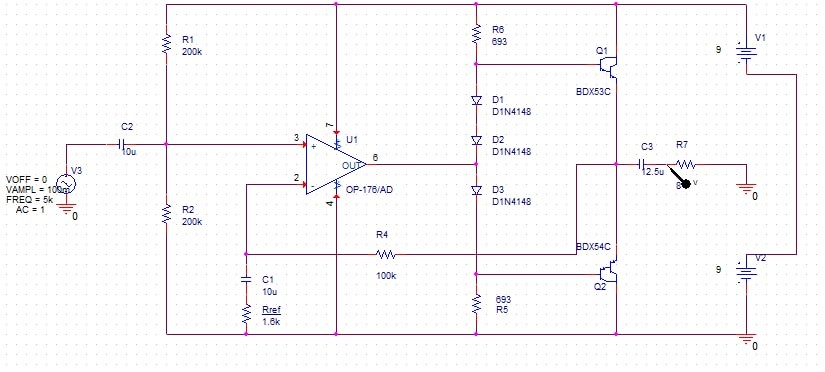 R1
200k
R6
693
Q1
BDX53C
V1
9
D1
D1N4148
D2
D1N4148
C2
10u
3
+
7
U1
OUT
6
2
-
4
OP-176/AD
C3
12.5u
R7
8
V
0
V3
VOFF = 0
VAMPL = 100m
FREQ = 5k
AC = 1
0
R2
200k
D3
D1N4148
R4
100k
BDX54C
Q2
V2
9
C1
10u
Rref
1.6k
693
R5
0